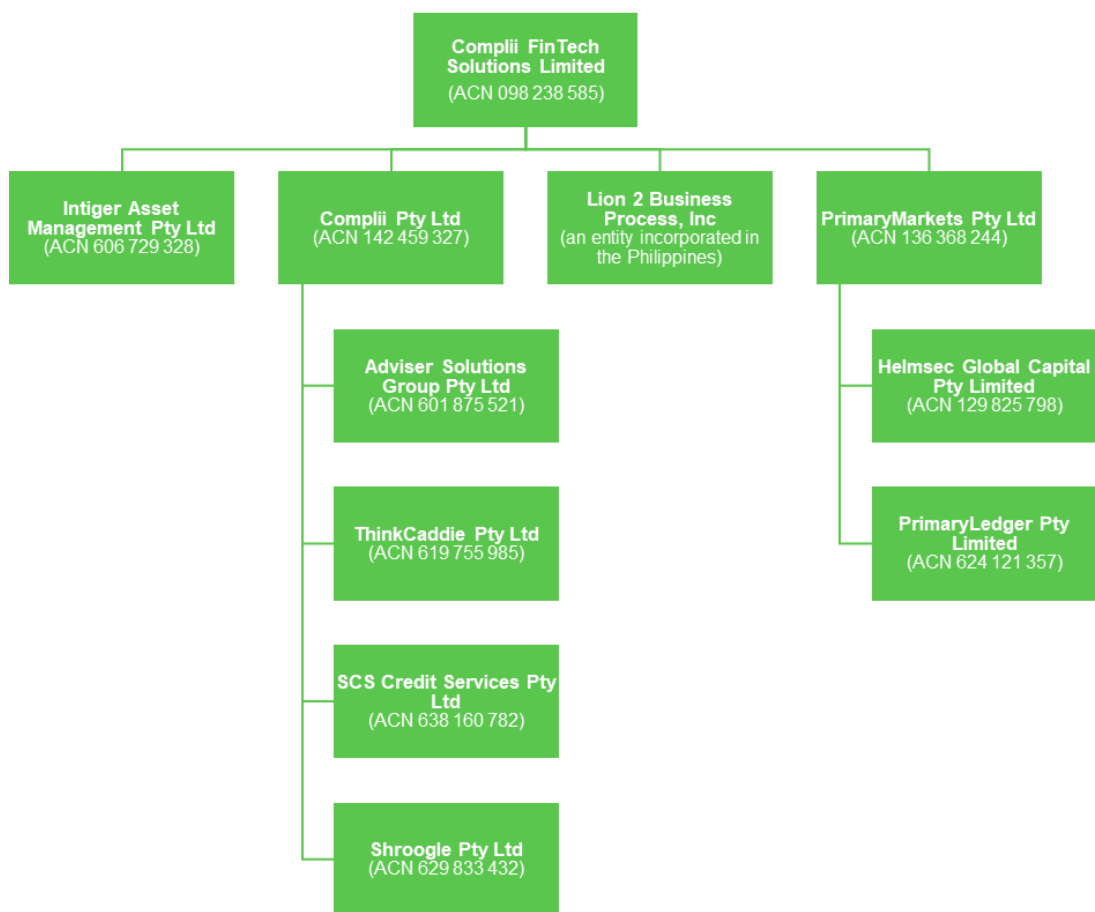 Complii FinTech
Solutions Limited
(ACN 098 238 585)
Intiger Asset
Management Pty Ltd
(ACN 606 729 328)
Complii Pty Ltd
(ACN 142 459 327)
Lion 2 Business
Process, Inc
(an entity incorporated in
the Philippines)
PrimaryMarkets Pty Ltd
(ACN 136 368 244)
Adviser Solutions
Group Pty Ltd
(ACN 601 875 521)
Helmsec Global Capital
Pty Limited
(ACN 129 825 798)
ThinkCaddie Pty Ltd
(ACN 619 755 985)
PrimaryLedger Pty
Limited
(ACN 624 121 357)
SCS Credit Services Pty
Ltd
(ACN 638 160 782)
Shroogle Pty Ltd
(ACN 629 833 432)